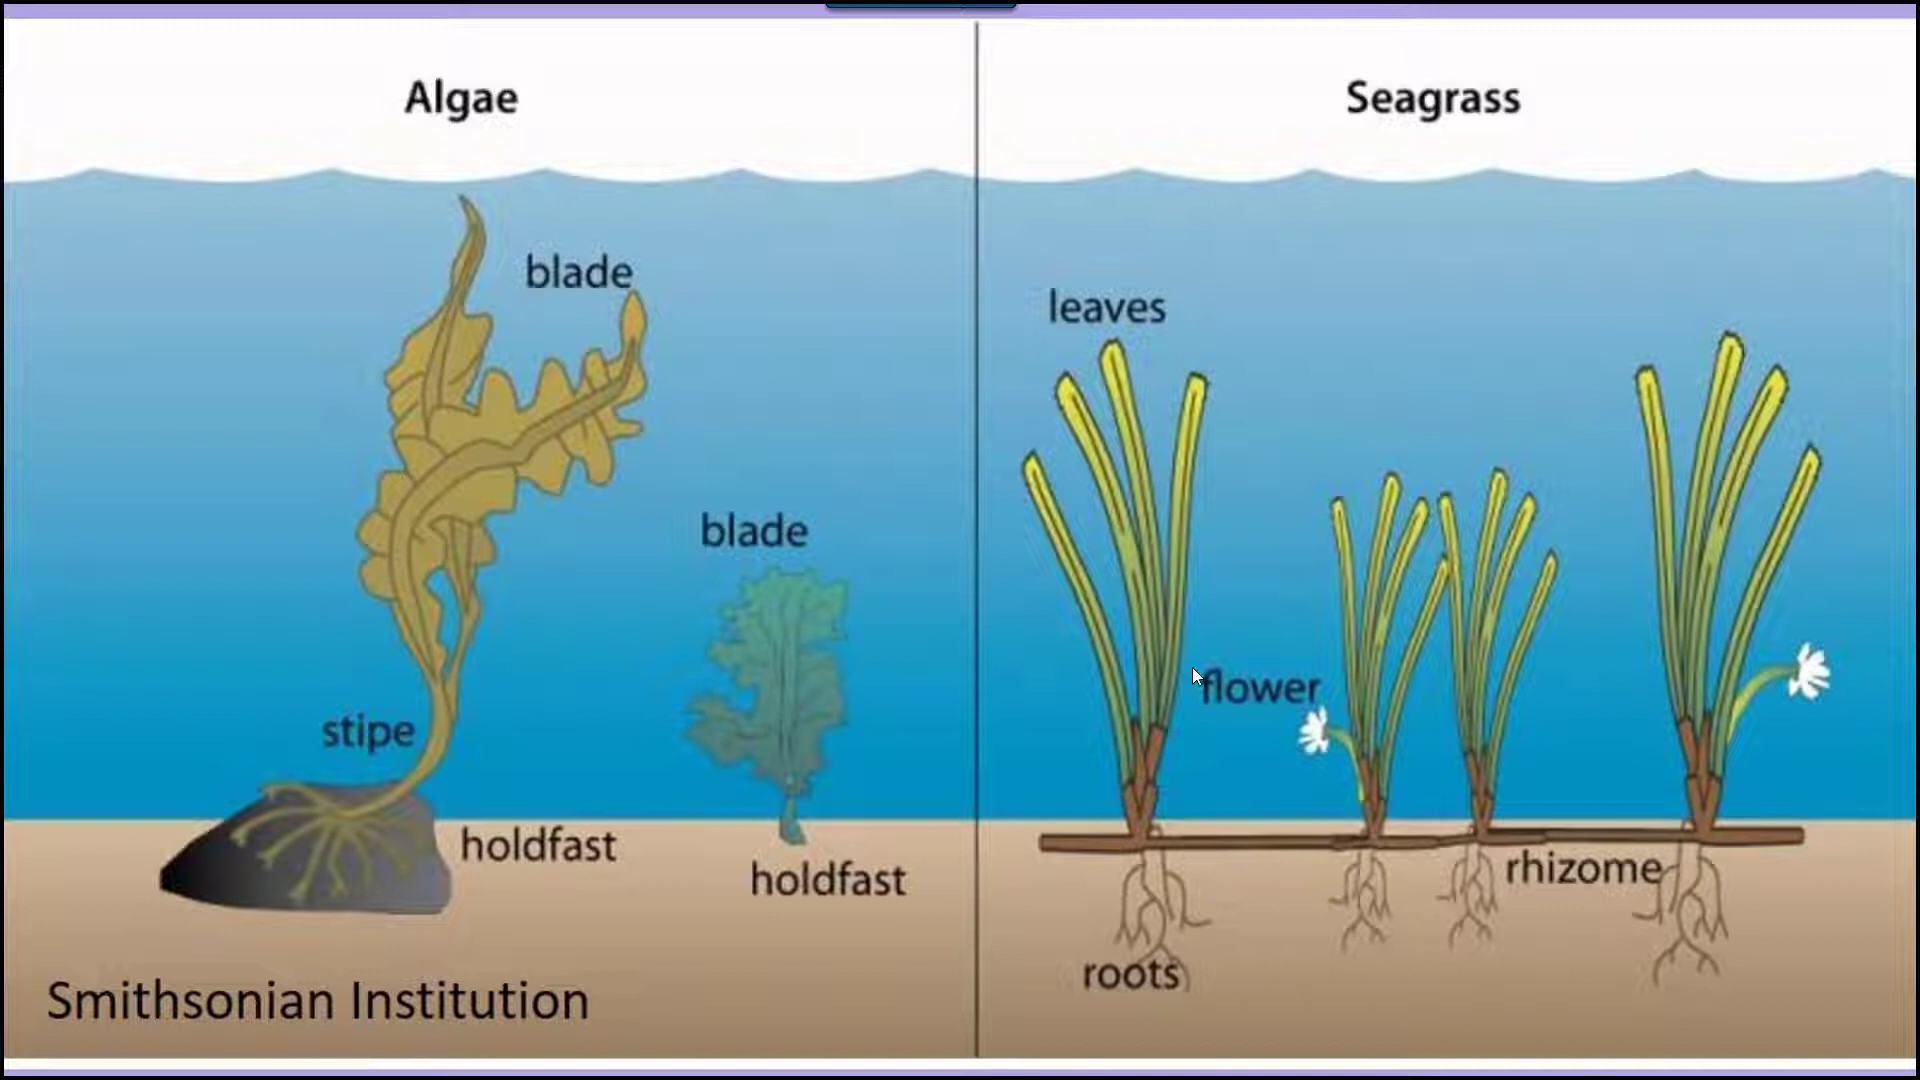 Algae
blade
blade
stipe
holdfast
holdfast
Smithsonian Institution
Seagrass
leaves
flower
rhizome
roots